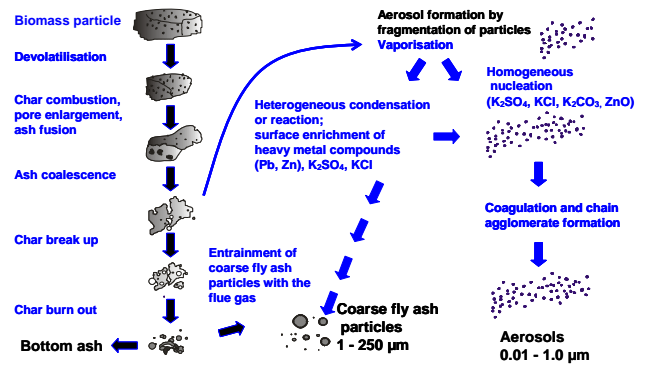 Biomass particle
Devolatilisation
Char combustion,
pore enlargement,
ash fusion
Ash coalescence
Char break up
Char burn out
Bottom ash
Entrainment of
coarse fly ash
particles with the
flue gas
Aerosol formation by
fragmentation of particles
Vaporisation
Heterogeneous condensation
or reaction;
surface enrichment of
heavy metal compounds
(Pb, Zn), K₂SO₄, KCl
Coarse fly ash
particles
1 - 250 µm
Homogeneous
nucleation
(K₂SO₄, KCl, K₂CO₃, ZnO)
Coagulation and chain
agglomerate formation
Aerosols
0.01 - 1.0 µm